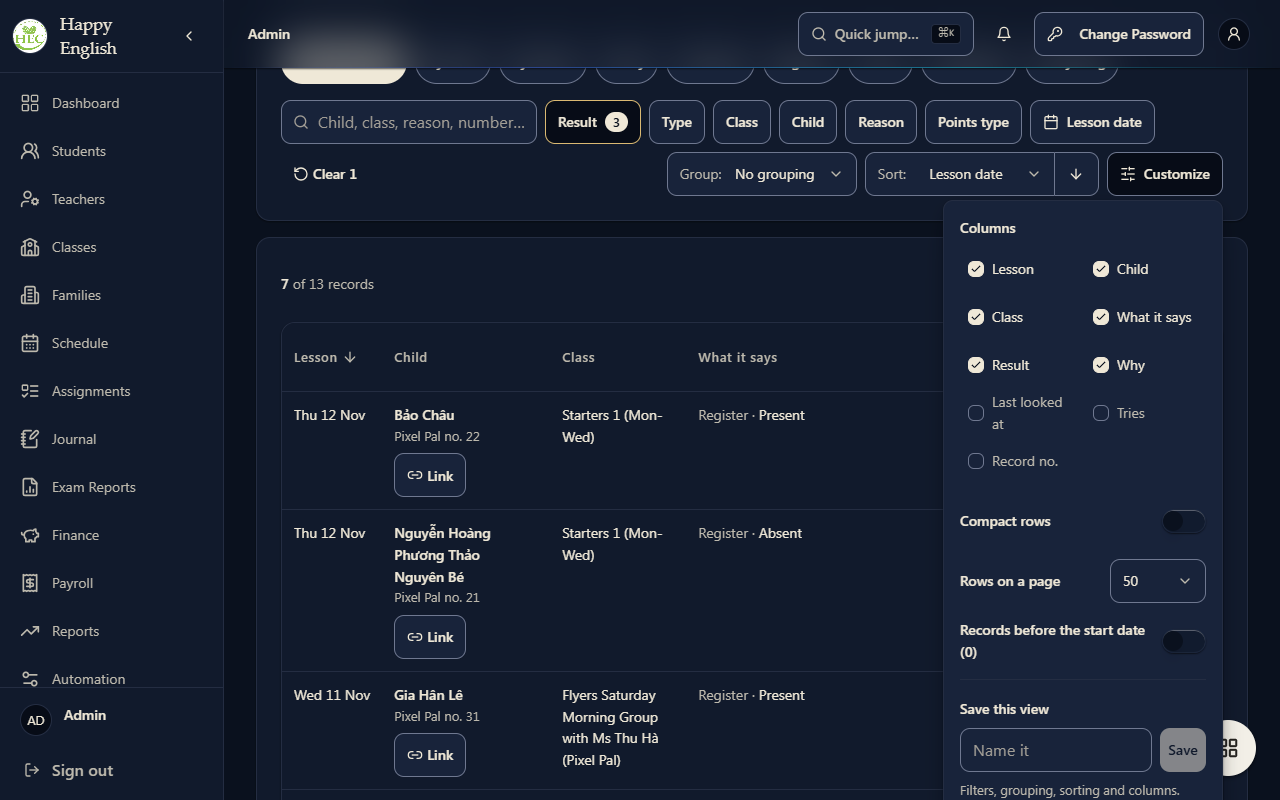 Happy English
HEC
Admin
Quick jump...
⌘K
Change Password
Dashboard
Students
Teachers
Classes
Families
Schedule
Assignments
Journal
Exam Reports
Finance
Payroll
Reports
Automation
AD
Admin
Sign out
Child, class, reason, number...
Result 3
Type
Class
Child
Reason
Points type
Lesson date
Clear 1
Group: No grouping
Sort: Lesson date
Customize
7 of 13 records
Lesson
Child
Class
What it says
Thu 12 Nov
Bảo Châu
Pixel Pal no. 22
Link
Starters 1 (Mon-
Wed)
Register · Present
Thu 12 Nov
Nguyễn Hoàng
Phương Thảo
Nguyên Bé
Pixel Pal no. 21
Link
Starters 1 (Mon-
Wed)
Register · Absent
Wed 11 Nov
Gia Hân Lê
Pixel Pal no. 31
Link
Flyers Saturday
Morning Group
with Ms Thu Hà
(Pixel Pal)
Register · Present
Columns
Lesson
Child
Class
What it says
Result
Why
Last looked
at
Tries
Record no.
Compact rows
Rows on a page
50
Records before the start date
(0)
Save this view
Name it
Save
Filters, grouping, sorting and columns.